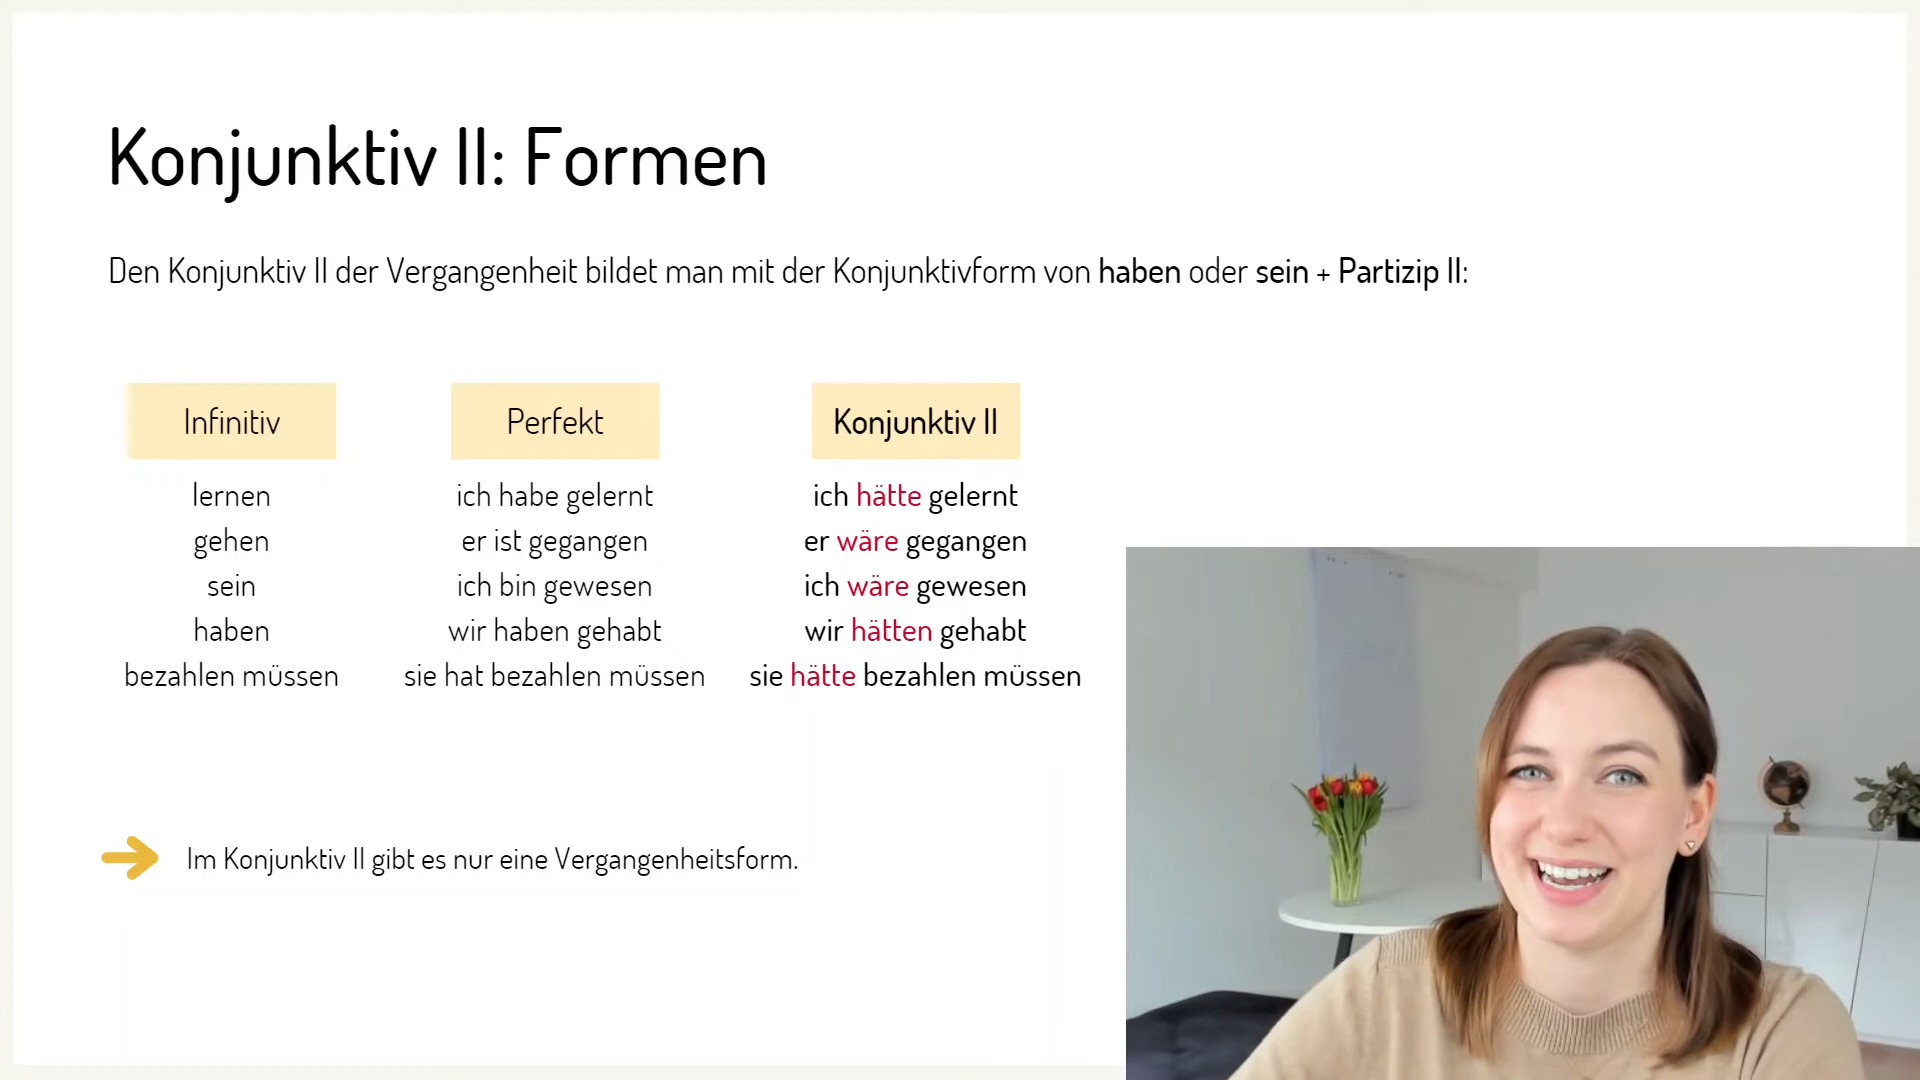 Konjunktiv II: Formen
Den Konjunktiv II der Vergangenheit bildet man mit der Konjunktivform von haben oder sein + Partizip II:
Infinitiv
lernen
gehen
sein
haben
bezahlen müssen
Perfekt
ich habe gelernt
er ist gegangen
ich bin gewesen
wir haben gehabt
sie hat bezahlen müssen
Konjunktiv II
ich hätte gelernt
er wäre gegangen
ich wäre gewesen
wir hätten gehabt
sie hätte bezahlen müssen
Im Konjunktiv II gibt es nur eine Vergangenheitsform.